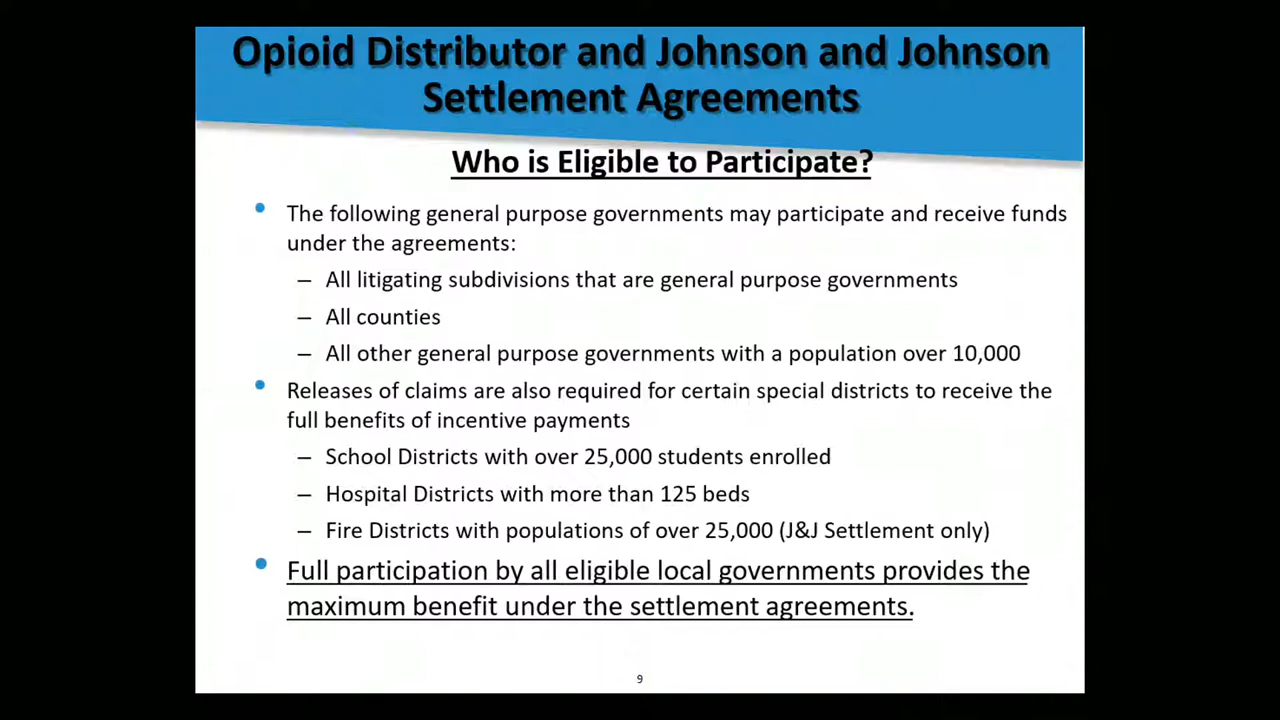 Opioid Distributor and Johnson and Johnson
Settlement Agreements
Who is Eligible to Participate?
• The following general purpose governments may participate and receive funds
under the agreements:
– All litigating subdivisions that are general purpose governments
– All counties
– All other general purpose governments with a population over 10,000
• Releases of claims are also required for certain special districts to receive the
full benefits of incentive payments
– School Districts with over 25,000 students enrolled
– Hospital Districts with more than 125 beds
– Fire Districts with populations of over 25,000 (J&J Settlement only)
• Full participation by all eligible local governments provides the
maximum benefit under the settlement agreements.
9